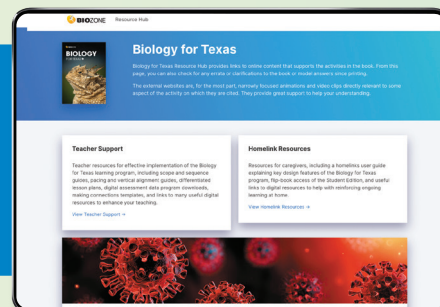 BIOZONE Resource Hub
BIOLOGY
Biology for Texas
Biology for Texas Resource Hub provides links to online content that supports the activities in the book. From this
page, you can also check for any errata or clarifications to the book or model answers since printing.
The external websites are, for the most part, narrowly focused animations and video clips directly relevant to some
aspect of the activity on which they are cited. They provide great support to help your understanding.
Teacher Support
Teacher resources for effective implementation of the Biology
for Texas learning program, including scope and sequence
guides, pacing and vertical alignment guides, differentiated
lesson plans, digital assessment data program downloads,
making connections templates, and links to many useful digital
resources to enhance your teaching.
View Teacher Support →
Homelink Resources
Resources for caregivers, including a homelinks user guide
explaining key design features of the Biology for Texas
program, flip-book access of the Student Edition, and useful
links to digital resources to help with reinforcing ongoing
learning at home.
View Homelink Resources →